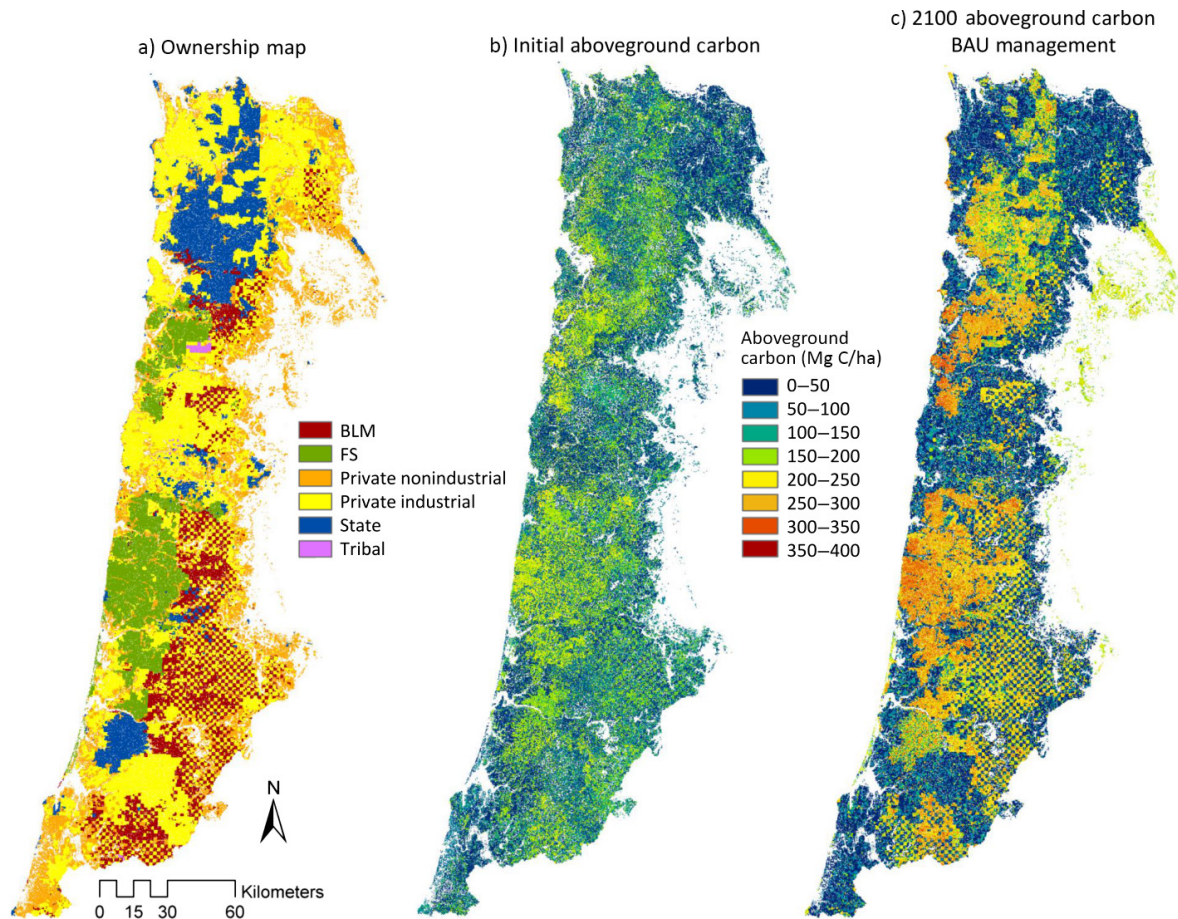 a) Ownership map
b) Initial aboveground carbon
c) 2100 aboveground carbon
BAU management
BLM
FS
Private nonindustrial
Private industrial
State
Tribal
N
Kilometers
0 15 30 60
Aboveground
carbon (Mg C/ha)
0–50
50–100
100–150
150–200
200–250
250–300
300–350
350–400